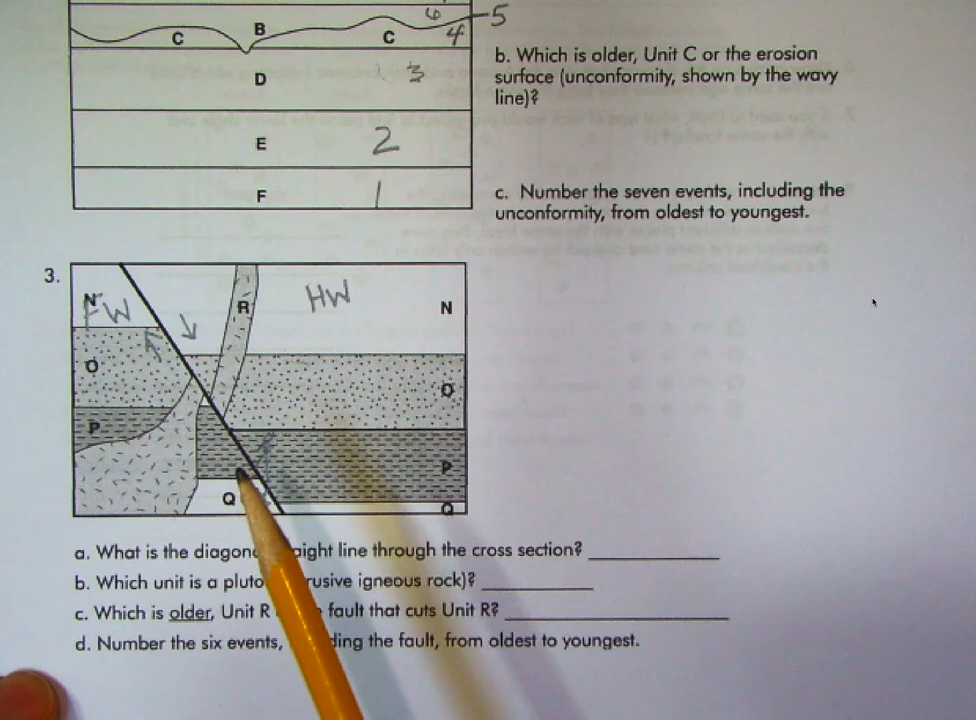 6
5
B
C
C
4
D
3
b. Which is older, Unit C or the erosion
surface (unconformity, shown by the wavy
line)?
E
2
F
1
c. Number the seven events, including the
unconformity, from oldest to youngest.
3.
N
FW
R
HW
N
O
O
P
P
Q
Q
a. What is the diagon aight line through the cross section?
b. Which unit is a pluto rusive igneous rock)?
c. Which is older, Unit R fault that cuts Unit R?
d. Number the six events, ding the fault, from oldest to youngest.